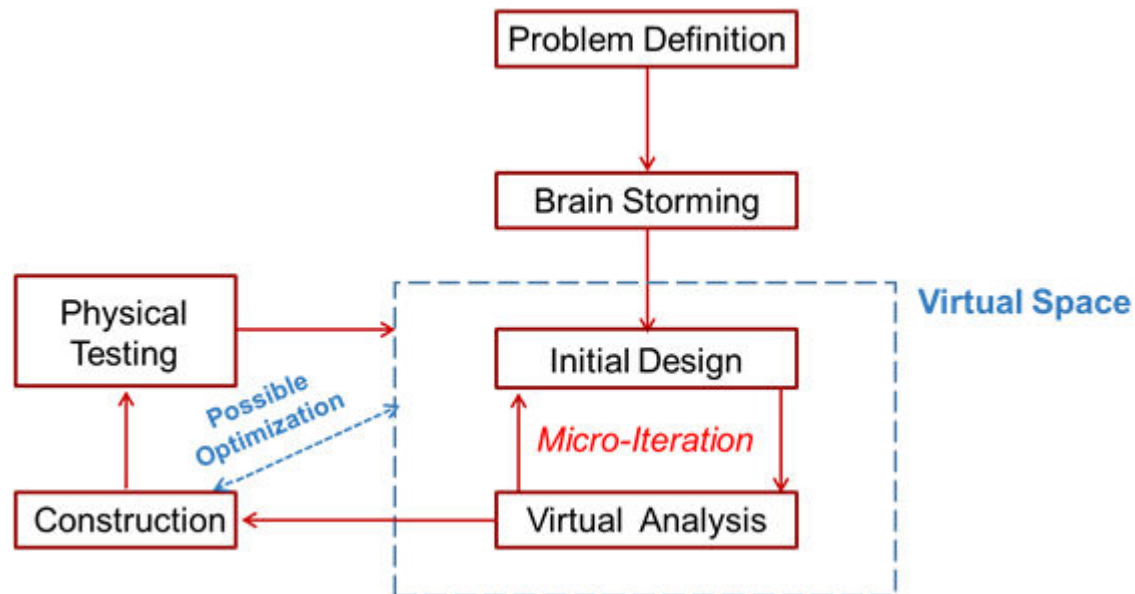 Problem Definition
Brain Storming
Virtual Space
Physical
Testing
Initial Design
Possible
Optimization
Micro-Iteration
Construction
Virtual Analysis